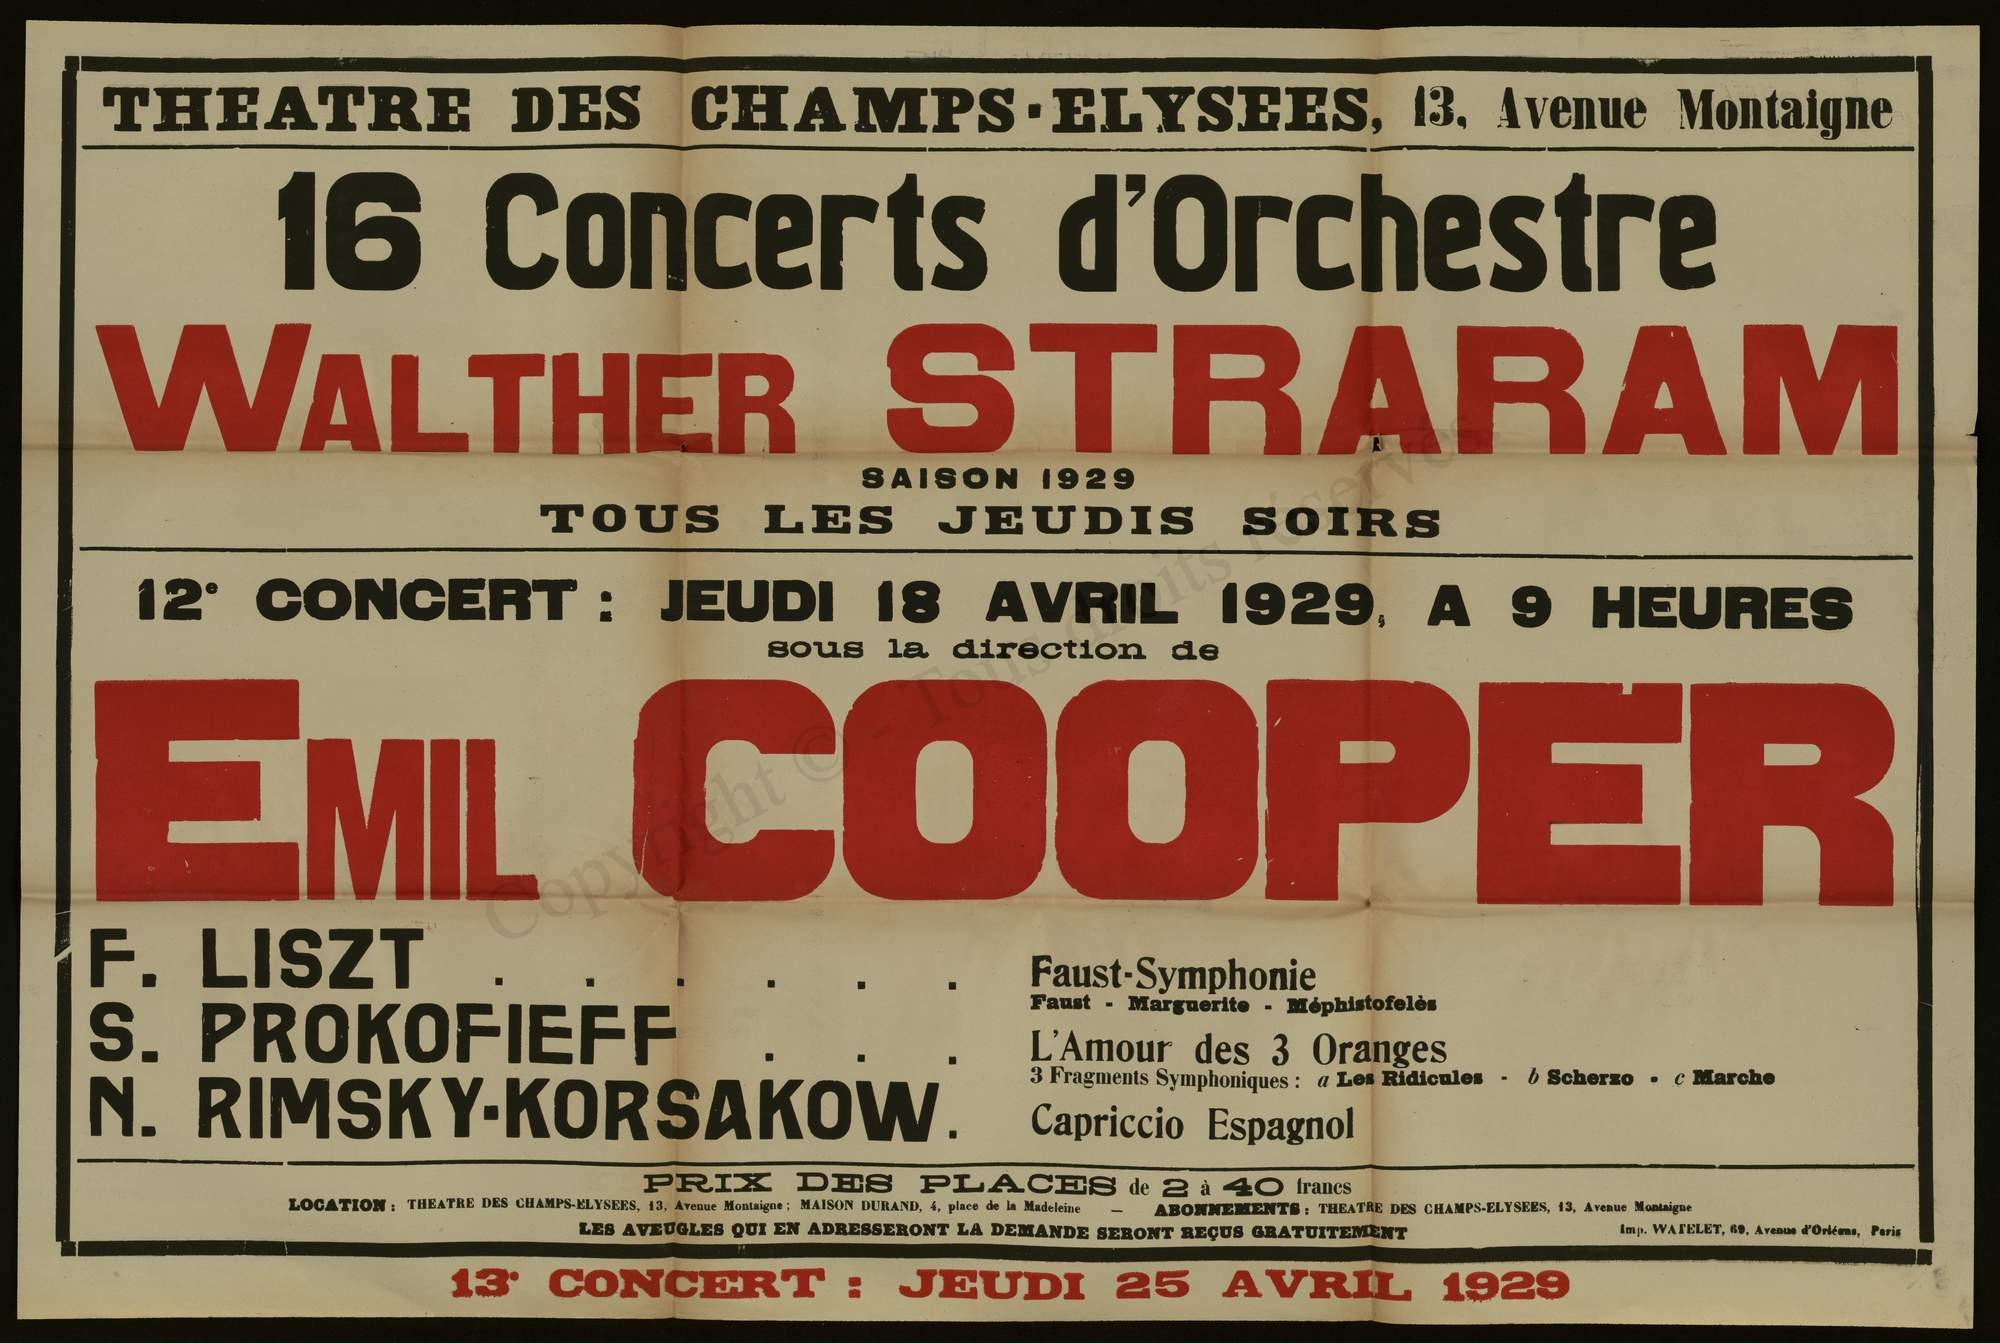 THEATRE DES CHAMPS-ELYSEES, 13, Avenue Montaigne
16 Concerts d'Orchestre
WALTHER STRARAM
SAISON 1929
TOUS LES JEUDIS SOIRS
12e CONCERT : JEUDI 18 AVRIL 1929, A 9 HEURES
sous la direction de
EMIL COOPER
F. LISZT . . . . . . Faust-Symphonie
Faust - Marguerite - Méphistofelès
S. PROKOFIEFF . . . L'Amour des 3 Oranges
3 Fragments Symphoniques : a Les Ridicules - b Scherzo - c Marche
N. RIMSKY-KORSAKOW. Capriccio Espagnol
PRIX DES PLACES de 2 à 40 francs
LOCATION : THEATRE DES CHAMPS-ELYSEES, 13, Avenue Montaigne ; MAISON DURAND, 4, place de la Madeleine — ABONNEMENTS : THEATRE DES CHAMPS-ELYSEES, 13, Avenue Montaigne
LES AVEUGLES QUI EN ADRESSERONT LA DEMANDE SERONT REÇUS GRATUITEMENT
Imp. WATELET, 69, Avenue d'Orléans, Paris
13e CONCERT : JEUDI 25 AVRIL 1929
Copyright © - Tous droits réservés.